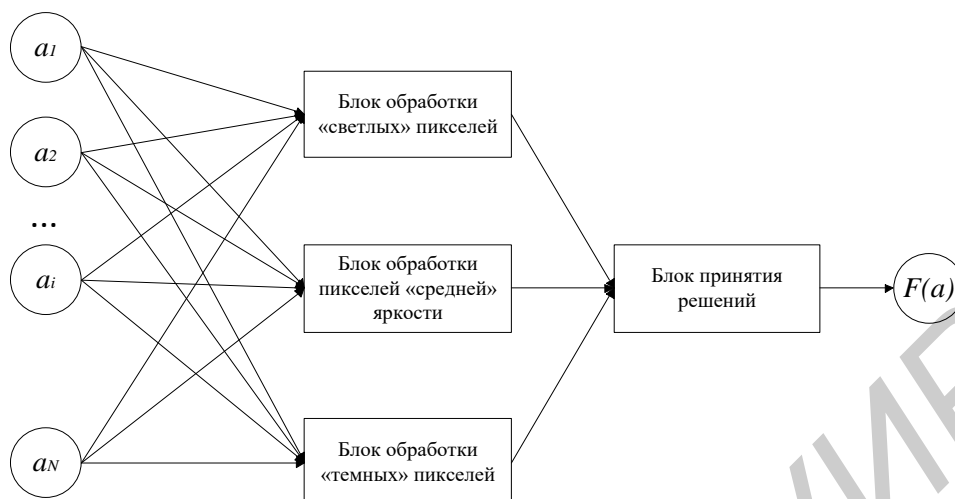 a1
a2
...
ai
aN
Блок обработки
«светлых» пикселей
Блок обработки
пикселей «средней»
яркости
Блок обработки
«темных» пикселей
Блок принятия
решений
F(a)